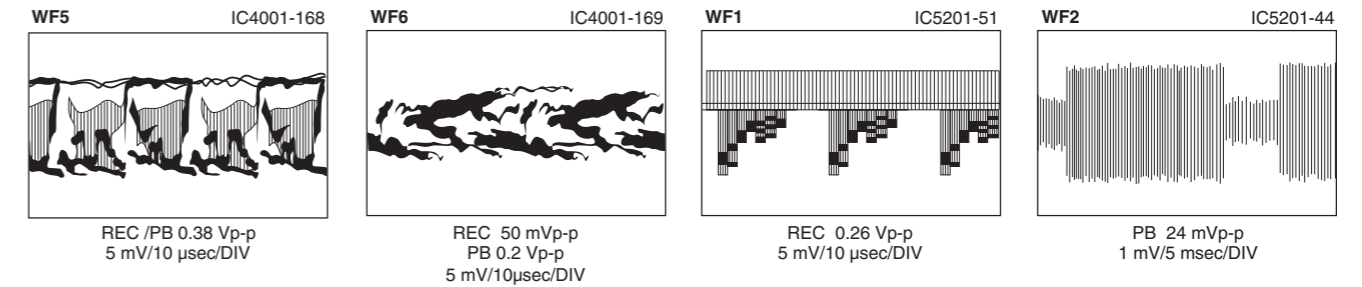 WF5 IC4001-168
REC /PB 0.38 Vp-p
5 mV/10 µsec/DIV
WF6 IC4001-169
REC 50 mVp-p
PB 0.2 Vp-p
5 mV/10µsec/DIV
WF1 IC5201-51
REC 0.26 Vp-p
5 mV/10 µsec/DIV
WF2 IC5201-44
PB 24 mVp-p
1 mV/5 msec/DIV